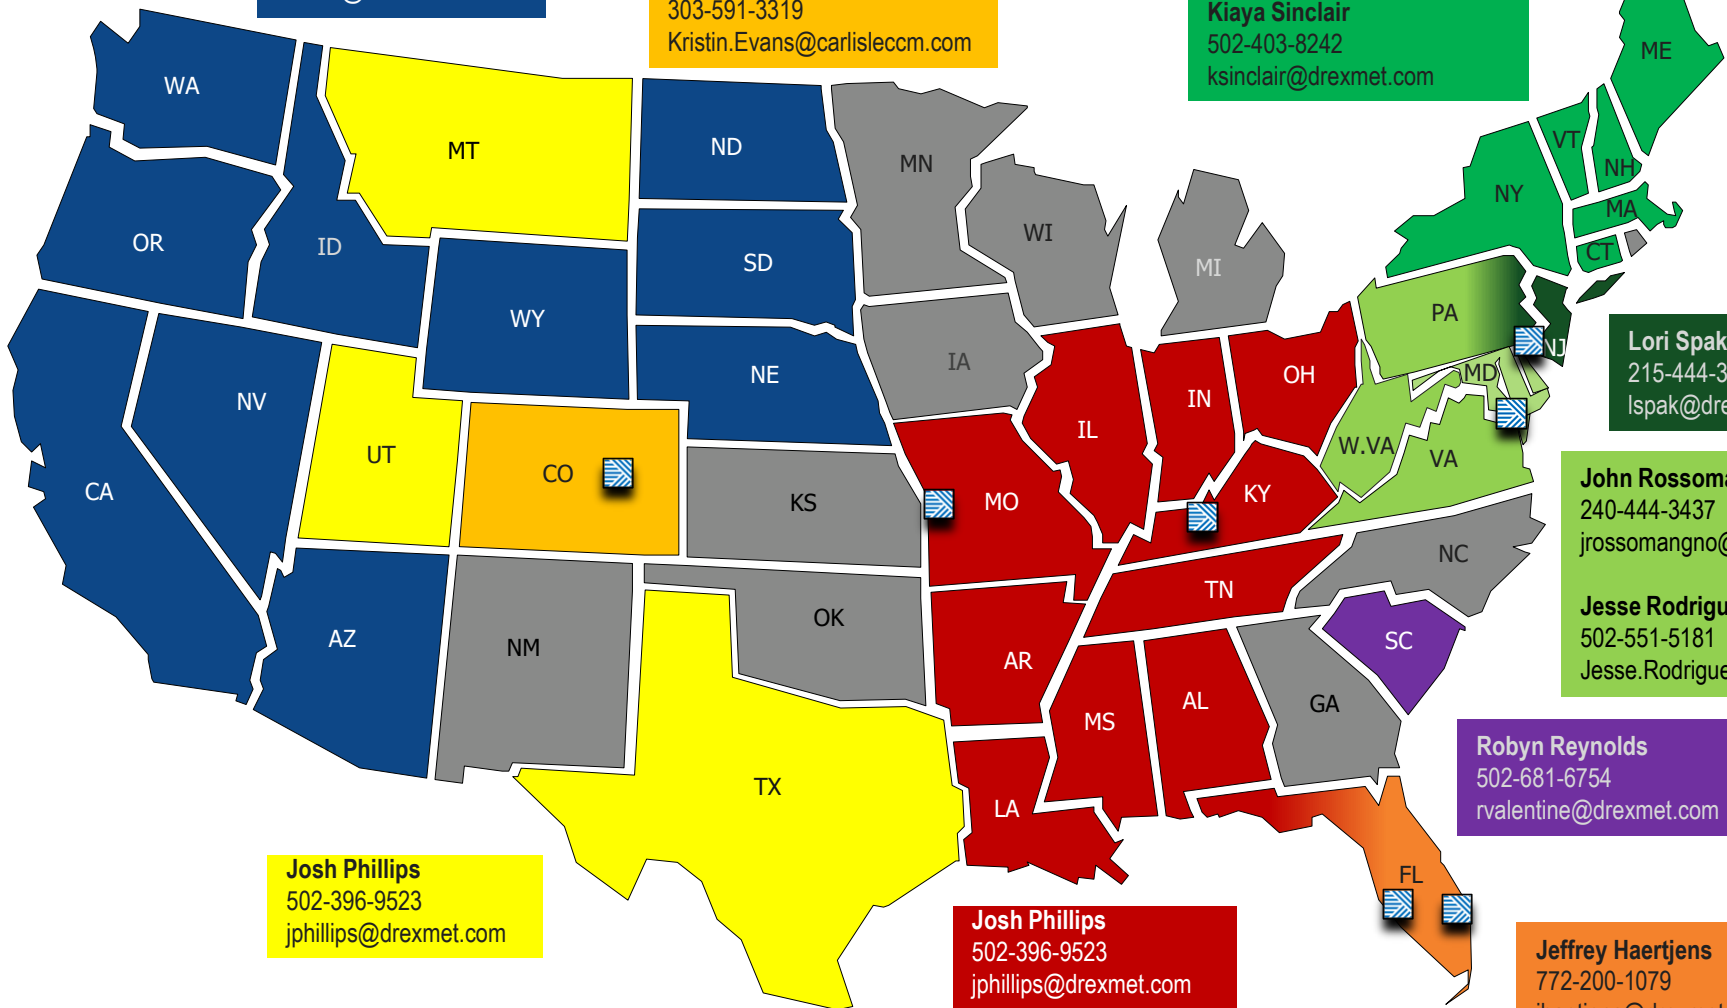 303-591-3319
Kristin.Evans@carlisleccm.com
Kiaya Sinclair
502-403-8242
ksinclair@drexmet.com
WA
MT
ND
MN
ME
VT
NH
NY
MA
CT
OR
ID
SD
WI
MI
WY
PA
NJ
Lori Spak
215-444-3
lspak@dre
NV
NE
IA
IL
IN
OH
MD
W.VA
VA
CA
UT
CO
KS
MO
KY
John Rossoma
240-444-3437
jrossomangno@
Jesse Rodrigu
502-551-5181
Jesse.Rodrigue
NC
TN
AZ
NM
OK
AR
SC
MS
AL
GA
Robyn Reynolds
502-681-6754
rvalentine@drexmet.com
TX
LA
FL
Josh Phillips
502-396-9523
jphillips@drexmet.com
Josh Phillips
502-396-9523
jphillips@drexmet.com
Jeffrey Haertjens
772-200-1079